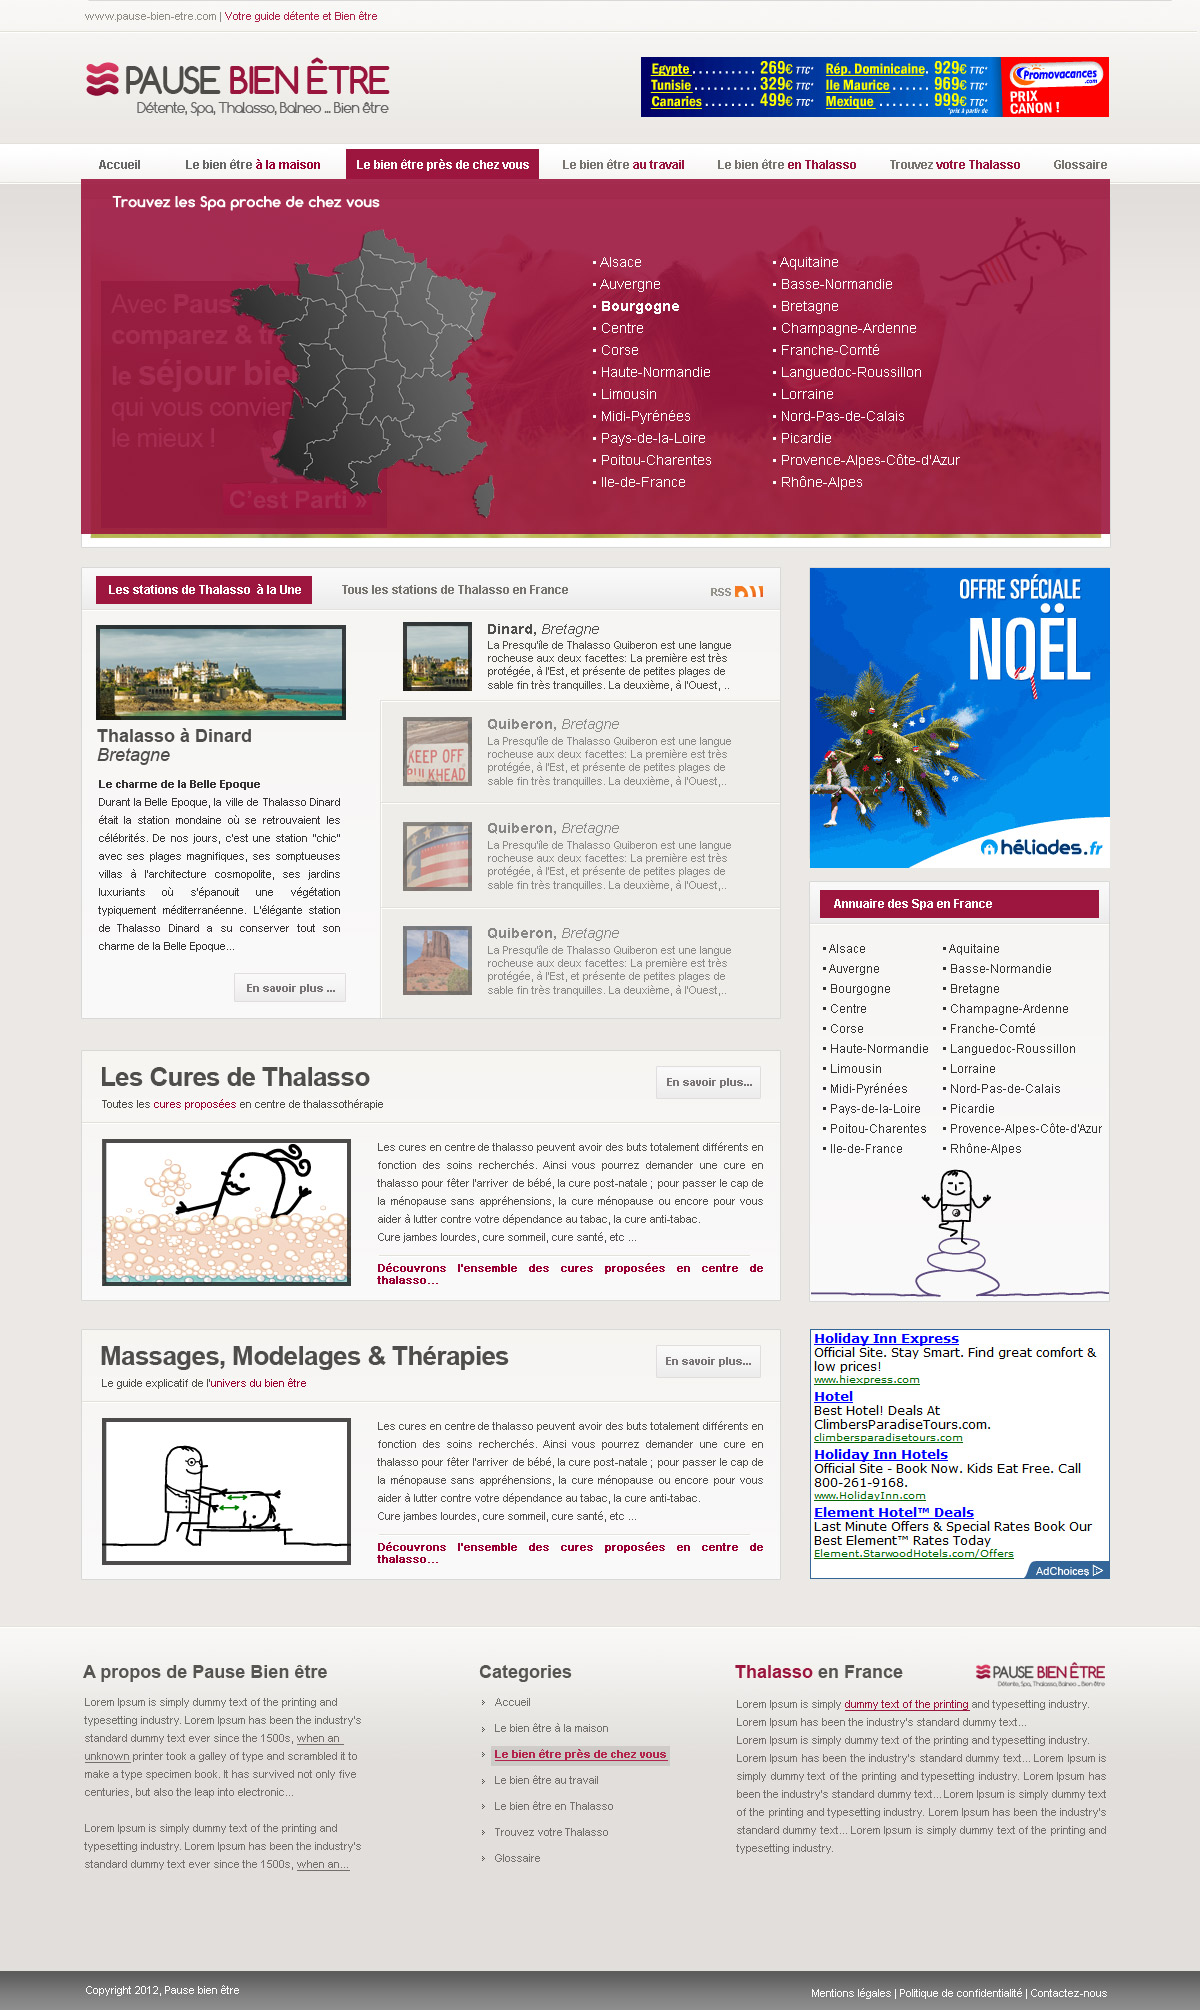 www.pause-bien-etre.com | Votre guide détente et Bien être
PAUSE BIEN ÊTRE
Détente, Spa, Thalasso, Balneo ... Bien être
Egypte.......... 269€ TTC*
Tunisie.......... 329€ TTC*
Canaries........ 499€ TTC*
Rép. Dominicaine. 929€ TTC*
Ile Maurice...... 969€ TTC*
Mexique ........ 999€ TTC*
*prix à partir de
Promovacances.com
PRIX
CANON !
Accueil
Le bien être à la maison
Le bien être près de chez vous
Le bien être au travail
Le bien être en Thalasso
Trouvez votre Thalasso
Glossaire
Trouvez les Spa proche de chez vous
Avec Paus
comparez & tr
le séjour bie
qui vous convien
le mieux !
C'est Parti »
▪ Alsace
▪ Auvergne
▪ Bourgogne
▪ Centre
▪ Corse
▪ Haute-Normandie
▪ Limousin
▪ Midi-Pyrénées
▪ Pays-de-la-Loire
▪ Poitou-Charentes
▪ Ile-de-France
▪ Aquitaine
▪ Basse-Normandie
▪ Bretagne
▪ Champagne-Ardenne
▪ Franche-Comté
▪ Languedoc-Roussillon
▪ Lorraine
▪ Nord-Pas-de-Calais
▪ Picardie
▪ Provence-Alpes-Côte-d'Azur
▪ Rhône-Alpes
Les stations de Thalasso à la Une
Tous les stations de Thalasso en France
RSS
Thalasso à Dinard
Bretagne
Le charme de la Belle Epoque
Durant la Belle Epoque, la ville de Thalasso Dinard
était la station mondaine où se retrouvaient les
célébrités. De nos jours, c'est une station "chic"
avec ses plages magnifiques, ses somptueuses
villas à l'architecture cosmopolite, ses jardins
luxuriants où s'épanouit une végétation
typiquement méditerranéenne. L'élégante station
de Thalasso Dinard a su conserver tout son
charme de la Belle Epoque...
En savoir plus ...
Dinard, Bretagne
La Presqu'île de Thalasso Quiberon est une langue
rocheuse aux deux facettes: La première est très
protégée, à l'Est, et présente de petites plages de
sable fin très tranquilles. La deuxième, à l'Ouest, ..
KEEP OFF
BULKHEAD
Quiberon, Bretagne
La Presqu'île de Thalasso Quiberon est une langue
rocheuse aux deux facettes: La première est très
protégée, à l'Est, et présente de petites plages de
sable fin très tranquilles. La deuxième, à l'Ouest,..
Quiberon, Bretagne
La Presqu'île de Thalasso Quiberon est une langue
rocheuse aux deux facettes: La première est très
protégée, à l'Est, et présente de petites plages de
sable fin très tranquilles. La deuxième, à l'Ouest,..
Quiberon, Bretagne
La Presqu'île de Thalasso Quiberon est une langue
rocheuse aux deux facettes: La première est très
protégée, à l'Est, et présente de petites plages de
sable fin très tranquilles. La deuxième, à l'Ouest,..
OFFRE SPÉCIALE
NOËL
héliades.fr
Annuaire des Spa en France
▪ Alsace
▪ Auvergne
▪ Bourgogne
▪ Centre
▪ Corse
▪ Haute-Normandie
▪ Limousin
▪ Midi-Pyrénées
▪ Pays-de-la-Loire
▪ Poitou-Charentes
▪ Ile-de-France
▪ Aquitaine
▪ Basse-Normandie
▪ Bretagne
▪ Champagne-Ardenne
▪ Franche-Comté
▪ Languedoc-Roussillon
▪ Lorraine
▪ Nord-Pas-de-Calais
▪ Picardie
▪ Provence-Alpes-Côte-d'Azur
▪ Rhône-Alpes
Les Cures de Thalasso
Toutes les cures proposées en centre de thalassothérapie
En savoir plus...
Les cures en centre de thalasso peuvent avoir des buts totalement différents en
fonction des soins recherchés. Ainsi vous pourrez demander une cure en
thalasso pour fêter l'arriver de bébé, la cure post-natale ; pour passer le cap de
la ménopause sans appréhensions, la cure ménopause ou encore pour vous
aider à lutter contre votre dépendance au tabac, la cure anti-tabac.
Cure jambes lourdes, cure sommeil, cure santé, etc ...
Découvrons l'ensemble des cures proposées en centre de
thalasso...
Massages, Modelages & Thérapies
Le guide explicatif de l'univers du bien être
En savoir plus...
Les cures en centre de thalasso peuvent avoir des buts totalement différents en
fonction des soins recherchés. Ainsi vous pourrez demander une cure en
thalasso pour fêter l'arriver de bébé, la cure post-natale ; pour passer le cap de
la ménopause sans appréhensions, la cure ménopause ou encore pour vous
aider à lutter contre votre dépendance au tabac, la cure anti-tabac.
Cure jambes lourdes, cure sommeil, cure santé, etc ...
Découvrons l'ensemble des cures proposées en centre de
thalasso...
Holiday Inn Express
Official Site. Stay Smart. Find great comfort &
low prices!
www.hiexpress.com
Hotel
Best Hotel! Deals At
ClimbersParadiseTours.com.
climbersparadisetours.com
Holiday Inn Hotels
Official Site - Book Now. Kids Eat Free. Call
800-261-9168.
www.HolidayInn.com
Element Hotel™ Deals
Last Minute Offers & Special Rates Book Our
Best Element™ Rates Today
Element.StarwoodHotels.com/Offers
AdChoices
A propos de Pause Bien être
Lorem Ipsum is simply dummy text of the printing and
typesetting industry. Lorem Ipsum has been the industry's
standard dummy text ever since the 1500s, when an
unknown printer took a galley of type and scrambled it to
make a type specimen book. It has survived not only five
centuries, but also the leap into electronic...
Lorem Ipsum is simply dummy text of the printing and
typesetting industry. Lorem Ipsum has been the industry's
standard dummy text ever since the 1500s, when an...
Categories
› Accueil
› Le bien être à la maison
› Le bien être près de chez vous
› Le bien être au travail
› Le bien être en Thalasso
› Trouvez votre Thalasso
› Glossaire
Thalasso en France
PAUSE BIEN ÊTRE
Détente, Spa, Thalasso, Balneo ... Bien être
Lorem Ipsum is simply dummy text of the printing and typesetting industry.
Lorem Ipsum has been the industry's standard dummy text...
Lorem Ipsum is simply dummy text of the printing and typesetting industry.
Lorem Ipsum has been the industry's standard dummy text... Lorem Ipsum is
simply dummy text of the printing and typesetting industry. Lorem Ipsum has
been the industry's standard dummy text... Lorem Ipsum is simply dummy text
of the printing and typesetting industry. Lorem Ipsum has been the industry's
standard dummy text... Lorem Ipsum is simply dummy text of the printing and
typesetting industry.
Copyright 2012, Pause bien être
Mentions légales | Politique de confidentialité | Contactez-nous